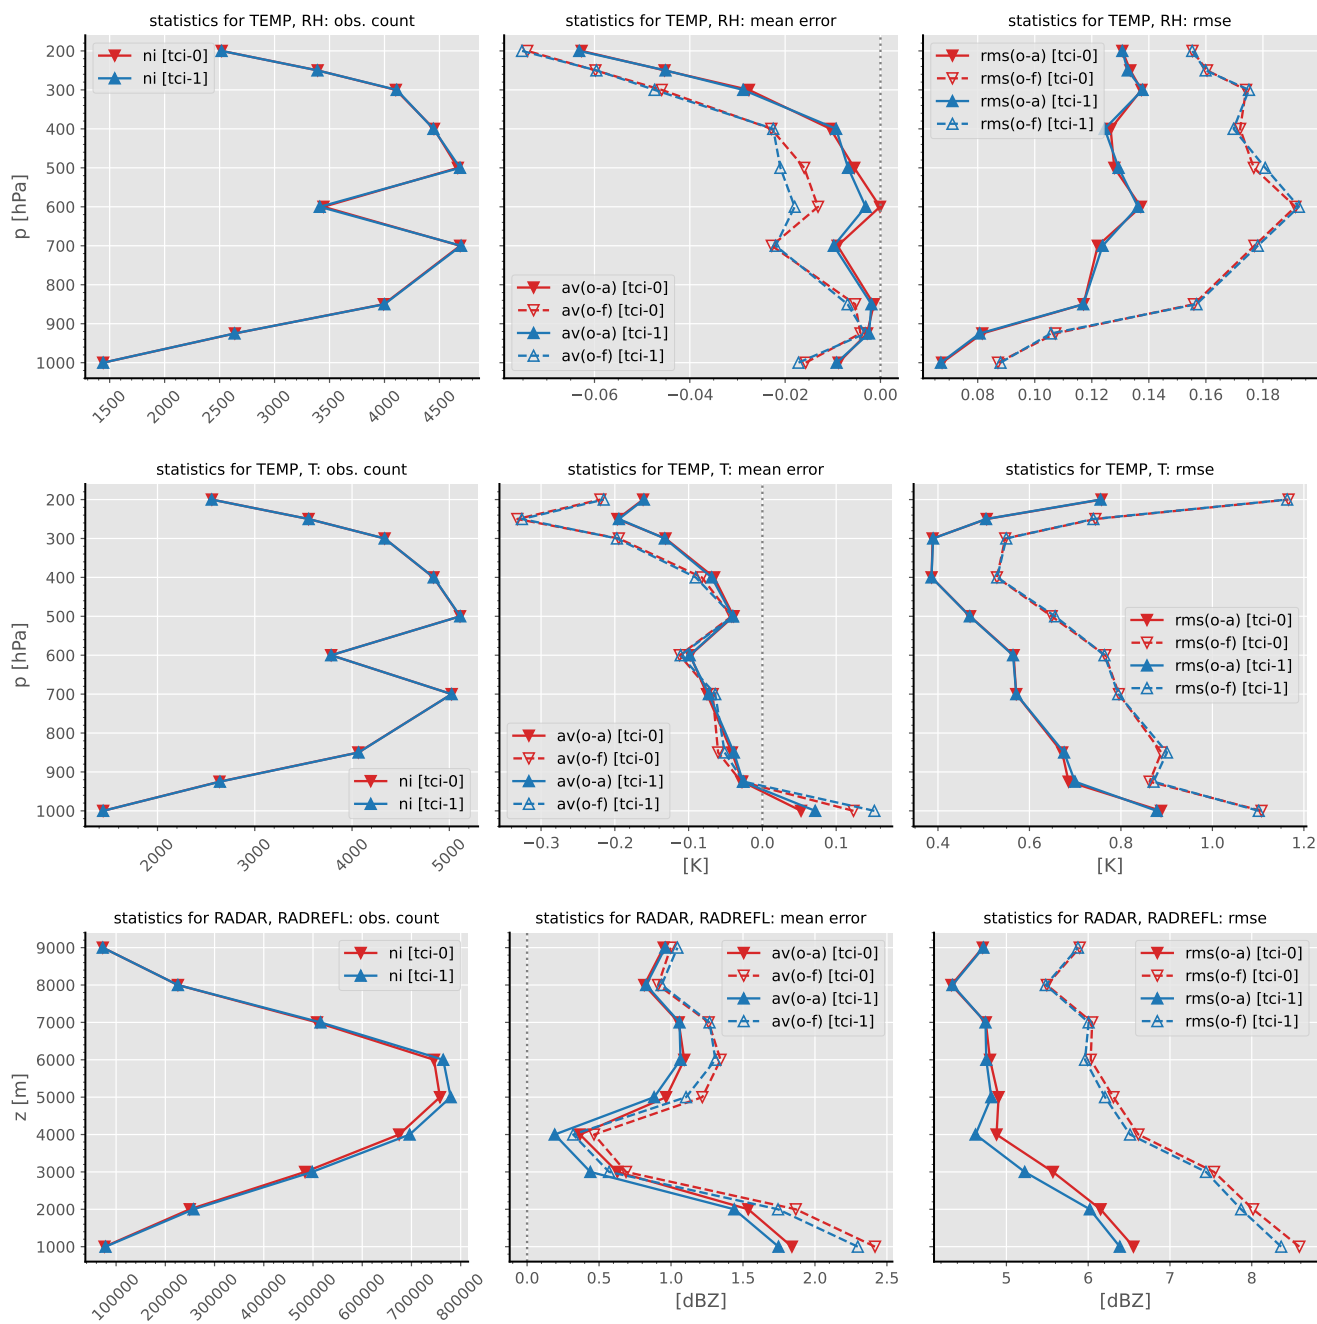 statistics for TEMP, RH: obs. count
statistics for TEMP, RH: mean error
statistics for TEMP, RH: rmse
p [hPa]
200
300
400
500
600
700
800
900
1000
ni [tci-0]
ni [tci-1]
1500
2000
2500
3000
3500
4000
4500
av(o-a) [tci-0]
av(o-f) [tci-0]
av(o-a) [tci-1]
av(o-f) [tci-1]
−0.06
−0.04
−0.02
0.00
rms(o-a) [tci-0]
rms(o-f) [tci-0]
rms(o-a) [tci-1]
rms(o-f) [tci-1]
0.08
0.10
0.12
0.14
0.16
0.18
statistics for TEMP, T: obs. count
statistics for TEMP, T: mean error
statistics for TEMP, T: rmse
p [hPa]
200
300
400
500
600
700
800
900
1000
ni [tci-0]
ni [tci-1]
2000
3000
4000
5000
av(o-a) [tci-0]
av(o-f) [tci-0]
av(o-a) [tci-1]
av(o-f) [tci-1]
−0.3
−0.2
−0.1
0.0
0.1
[K]
rms(o-a) [tci-0]
rms(o-f) [tci-0]
rms(o-a) [tci-1]
rms(o-f) [tci-1]
0.4
0.6
0.8
1.0
1.2
[K]
statistics for RADAR, RADREFL: obs. count
statistics for RADAR, RADREFL: mean error
statistics for RADAR, RADREFL: rmse
z [m]
9000
8000
7000
6000
5000
4000
3000
2000
1000
ni [tci-0]
ni [tci-1]
100000
200000
300000
400000
500000
600000
700000
800000
av(o-a) [tci-0]
av(o-f) [tci-0]
av(o-a) [tci-1]
av(o-f) [tci-1]
0.0
0.5
1.0
1.5
2.0
2.5
[dBZ]
rms(o-a) [tci-0]
rms(o-f) [tci-0]
rms(o-a) [tci-1]
rms(o-f) [tci-1]
5
6
7
8
[dBZ]